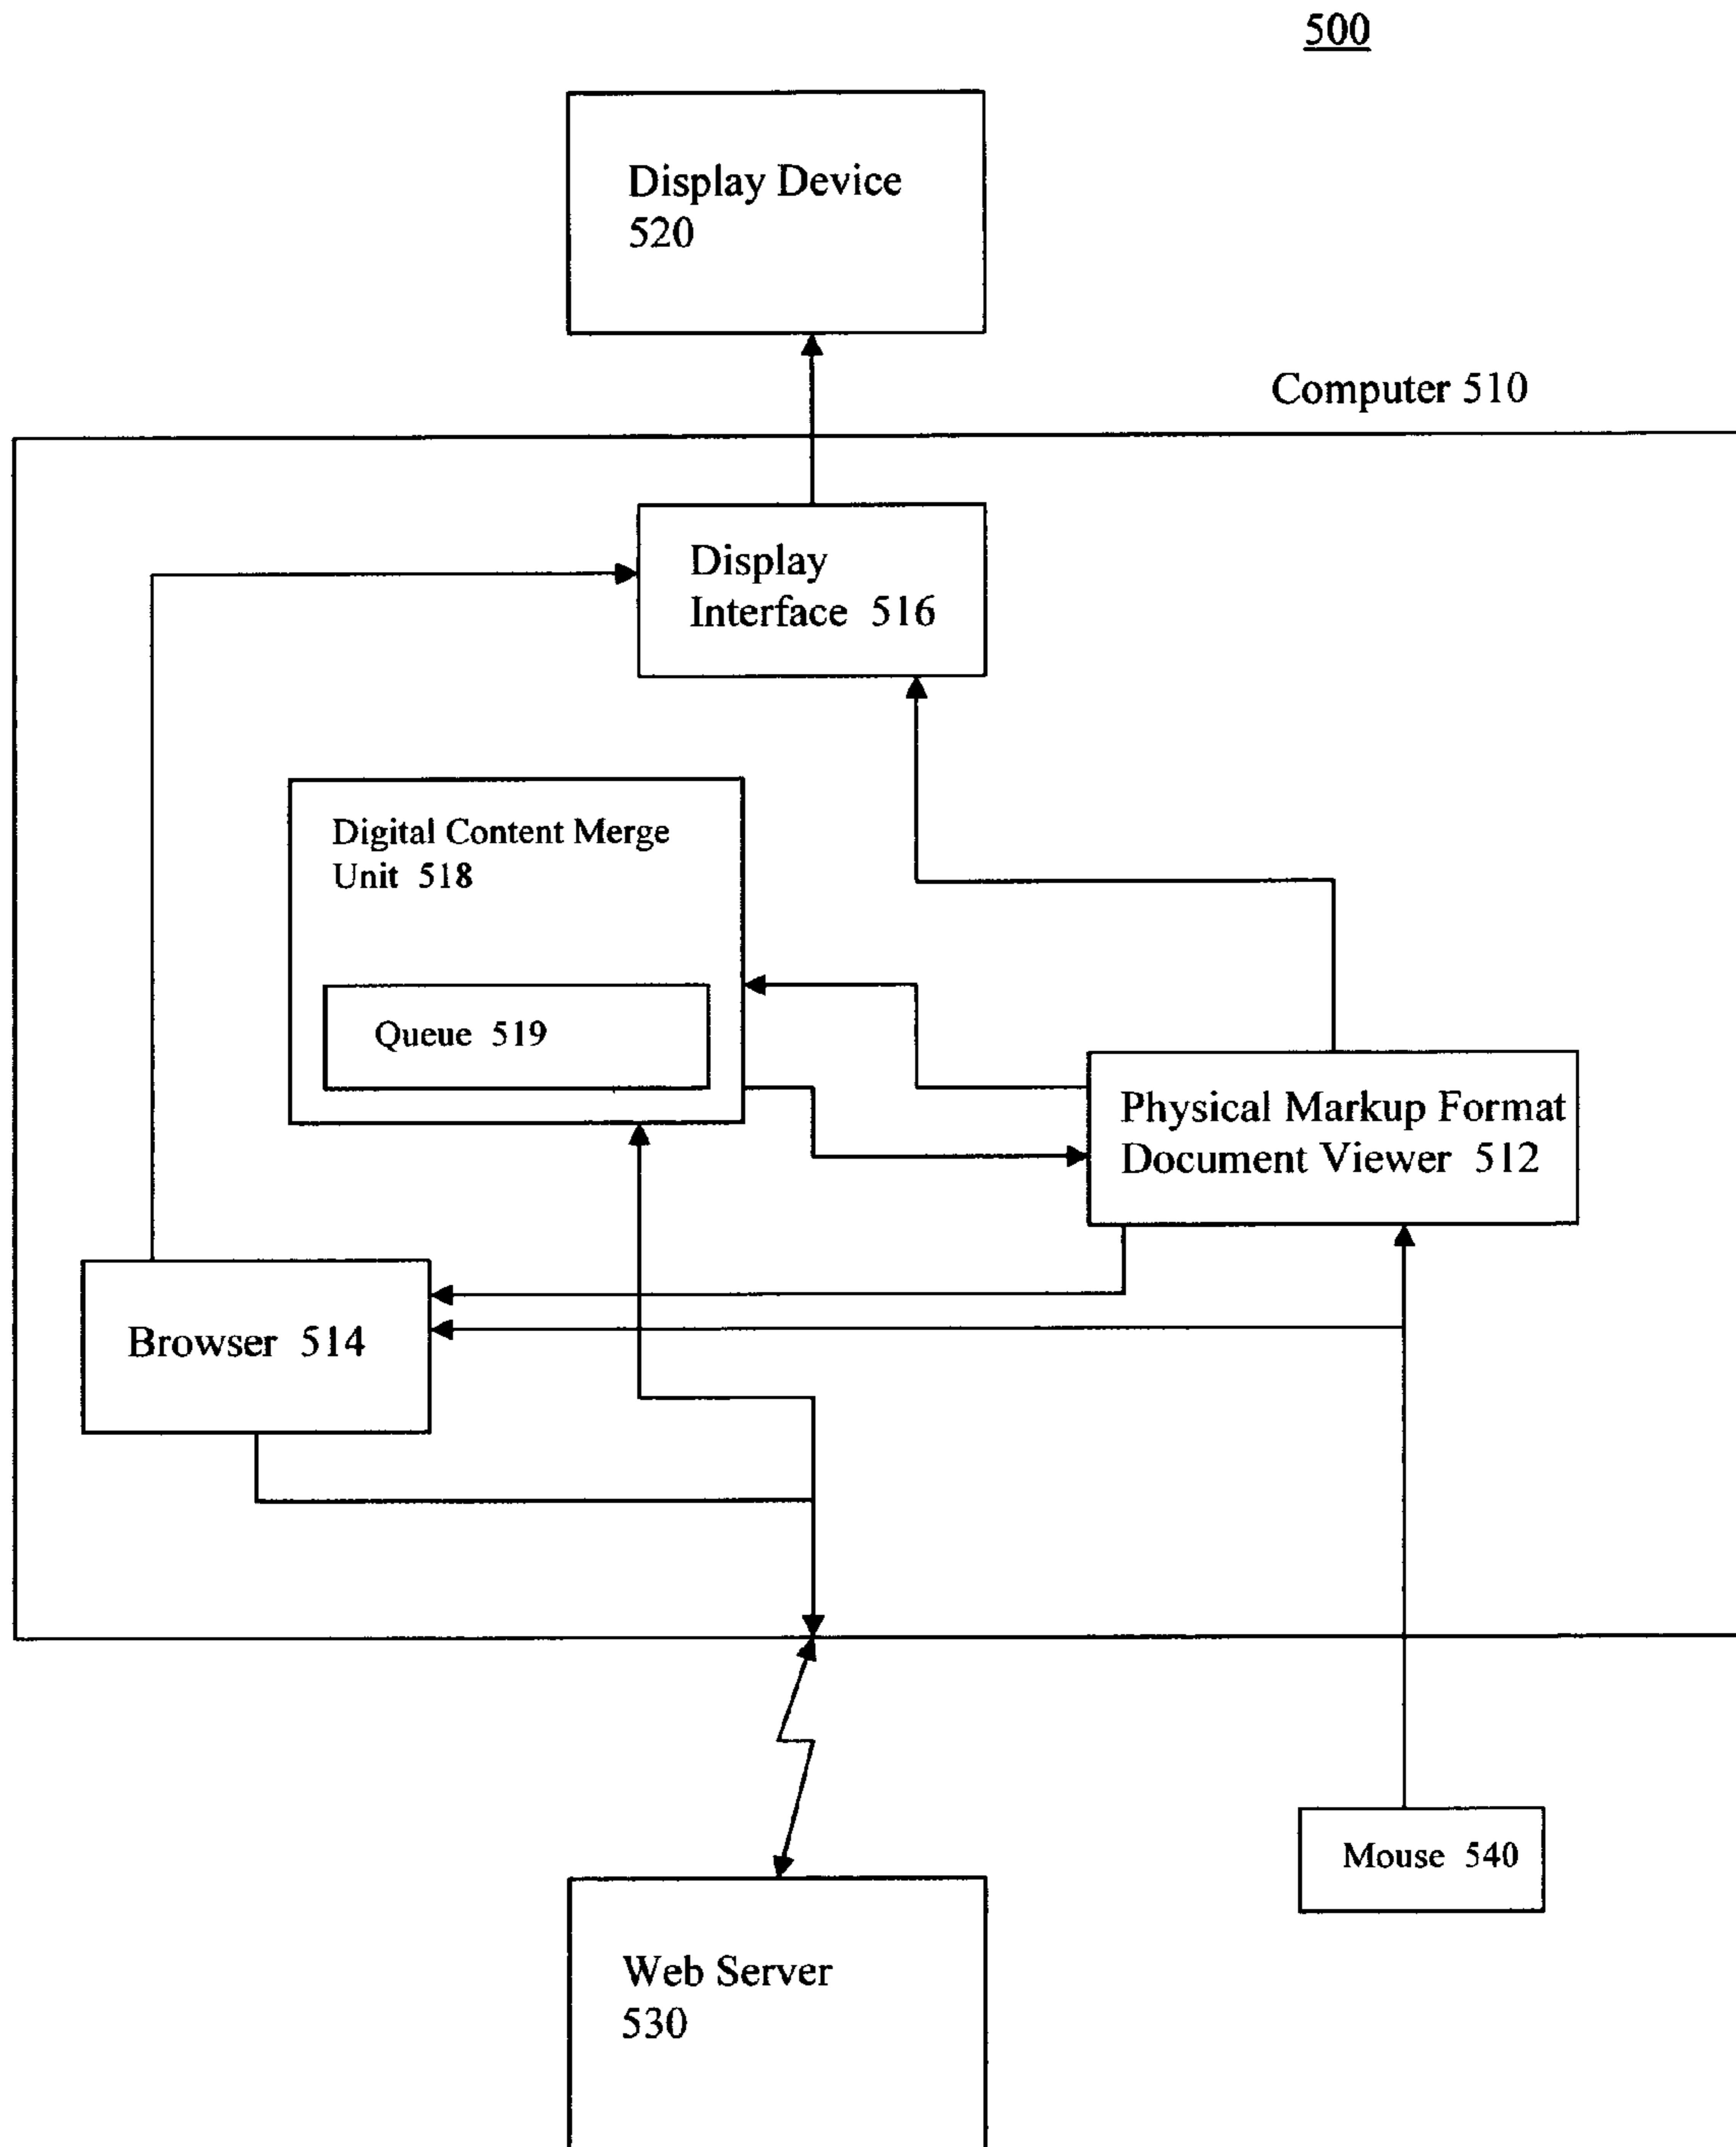 500
Display Device
520
Computer 510
Display
Interface 516
Digital Content Merge
Unit 518
Queue 519
Physical Markup Format
Document Viewer 512
Browser 514
Mouse 540
Web Server
530